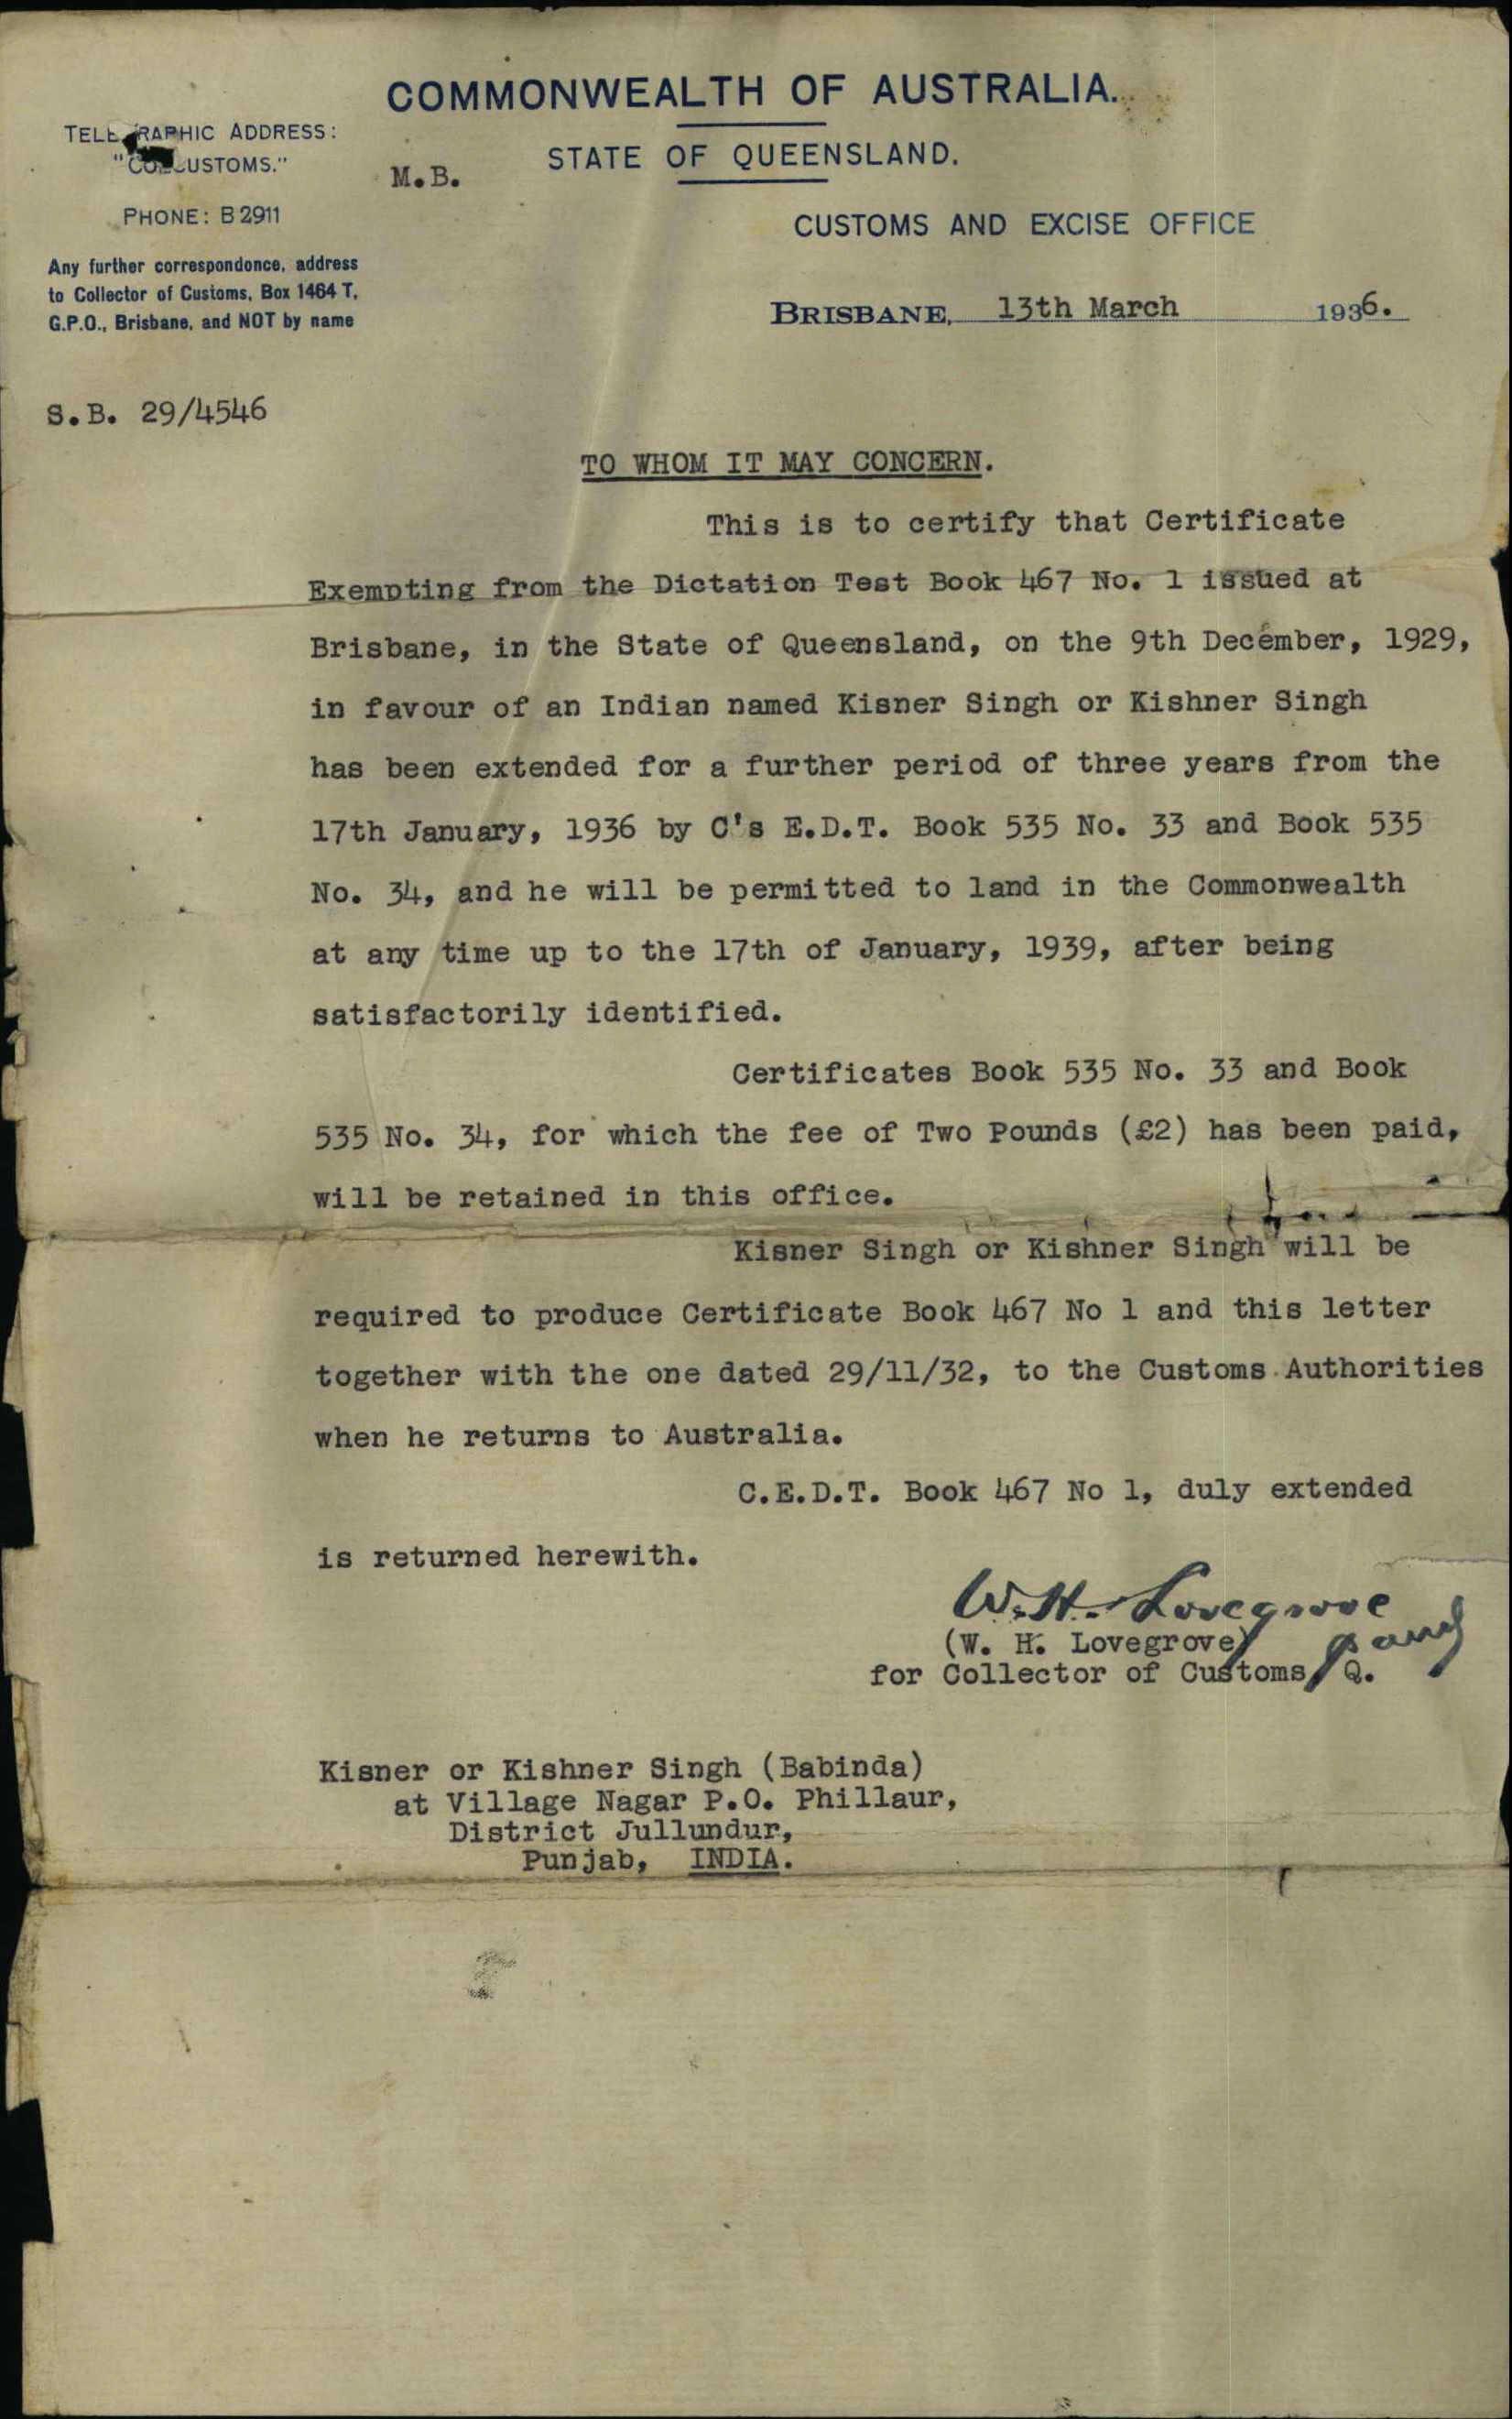 COMMONWEALTH OF AUSTRALIA.
STATE OF QUEENSLAND.
ADDRESS:
M.B.
PHONE: B 2911
CUSTOMS AND EXCISE OFFICE
Any further correspondence, address
to Collector of Customs, Box 1464 T,
G.P.O., Brisbane, and NOT by name
BRISBANE, 13th March 1936.
S.B. 29/4546
TO WHOM IT MAY CONCERN.
This is to certify that Certificate
Exempting from the Dictation Test Book 467 No. 1 issued at
Brisbane, in the State of Queensland, on the 9th December, 1929,
in favour of an Indian named Kisner Singh or Kishner Singh
has been extended for a further period of three years from the
17th January, 1936 by C's E.D.T. Book 535 No. 33 and Book 535
No. 34, and he will be permitted to land in the Commonwealth
at any time up to the 17th of January, 1939, after being
satisfactorily identified.
Certificates Book 535 No. 33 and Book
535 No. 34, for which the fee of Two Pounds (£2) has been paid,
will be retained in this office.
Kisner Singh or Kishner Singh will be
required to produce Certificate Book 467 No 1 and this letter
together with the one dated 29/11/32, to the Customs Authorities
when he returns to Australia.
C.E.D.T. Book 467 No 1, duly extended
is returned herewith.
W. H. Lovegrove
(W. H. Lovegrove)
for Collector of Customs, Q.
Kisner or Kishner Singh (Babinda)
at Village Nagar P.O. Phillaur,
District Jullundur,
Punjab, INDIA.